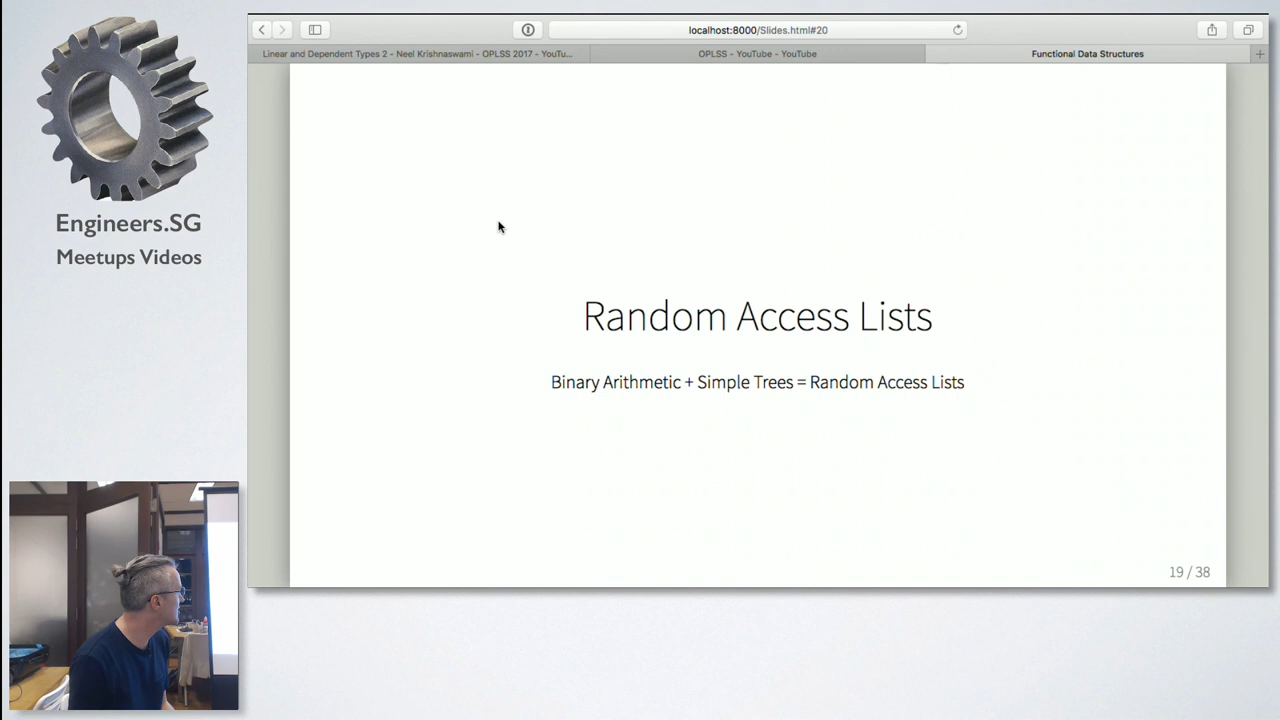 Engineers.SG
Meetups Videos
localhost:8000/Slides.html#20
Linear and Dependent Types 2 - Neel Krishnaswami - OPLSS 2017 - YouTu...
OPLSS - YouTube - YouTube
Functional Data Structures
Random Access Lists
Binary Arithmetic + Simple Trees = Random Access Lists
19 / 38